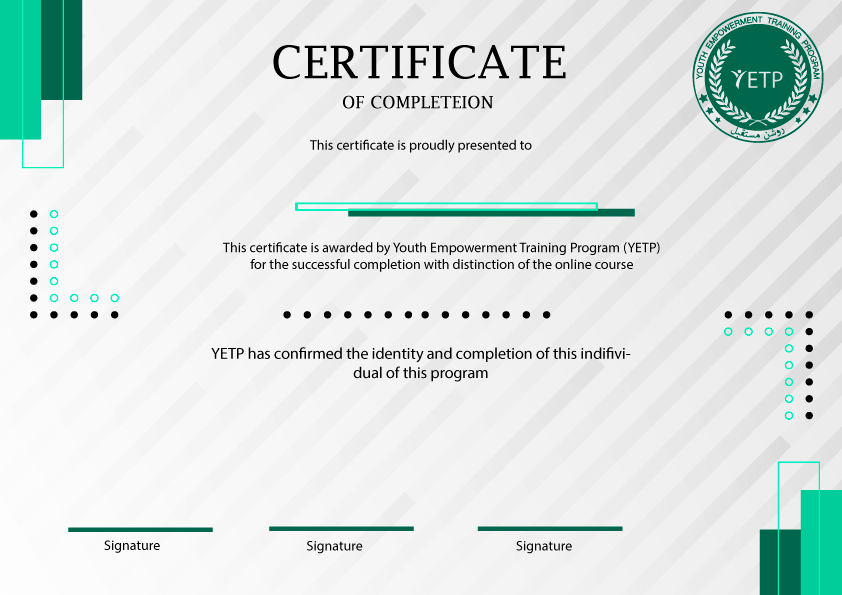 CERTIFICATE
OF COMPLETEION
YOUTH EMPOWERMENT TRAINING PROGRAM
YETP
روشن مستقبل
This certificate is proudly presented to
This certificate is awarded by Youth Empowerment Training Program (YETP)
for the successful completion with distinction of the online course
YETP has confirmed the identity and completion of this indifivi-
dual of this program
Signature
Signature
Signature